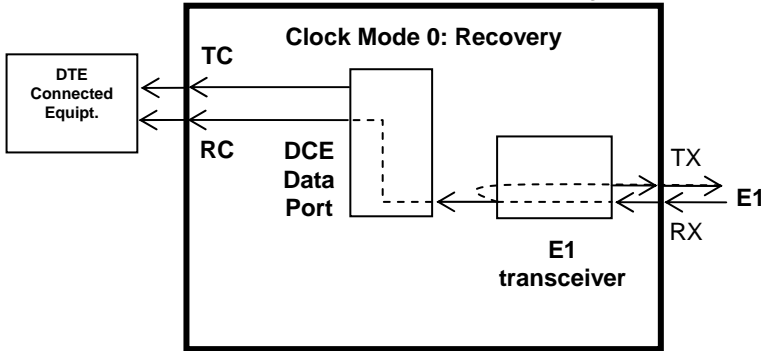 Clock Mode 0: Recovery
TC
DTE
Connected
Equipt.
RC
DCE
Data
Port
TX
E1
RX
E1
transceiver